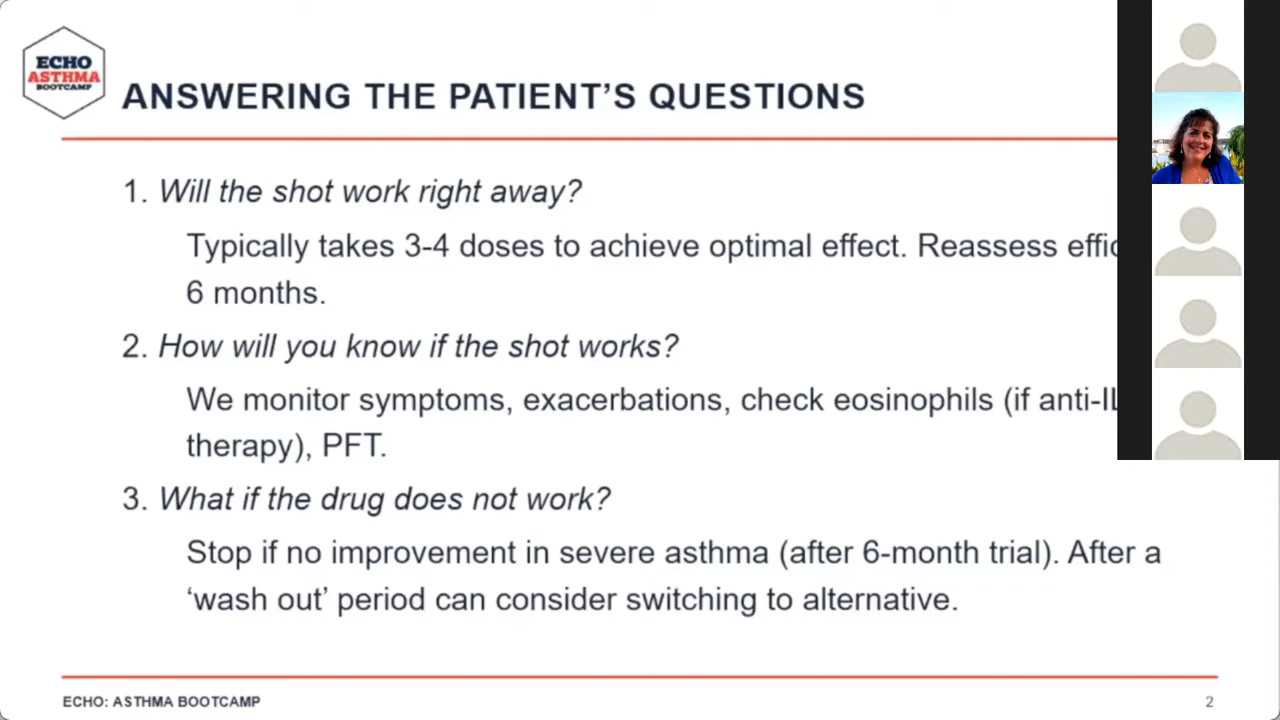 ECHO
ASTHMA
BOOTCAMP
ANSWERING THE PATIENT’S QUESTIONS
1. Will the shot work right away?
Typically takes 3-4 doses to achieve optimal effect. Reassess
6 months.
2. How will you know if the shot works?
We monitor symptoms, exacerbations, check eosinophils (if
therapy), PFT.
3. What if the drug does not work?
Stop if no improvement in severe asthma (after 6-month trial). After a
‘wash out’ period can consider switching to alternative.
ECHO: ASTHMA BOOTCAMP
2